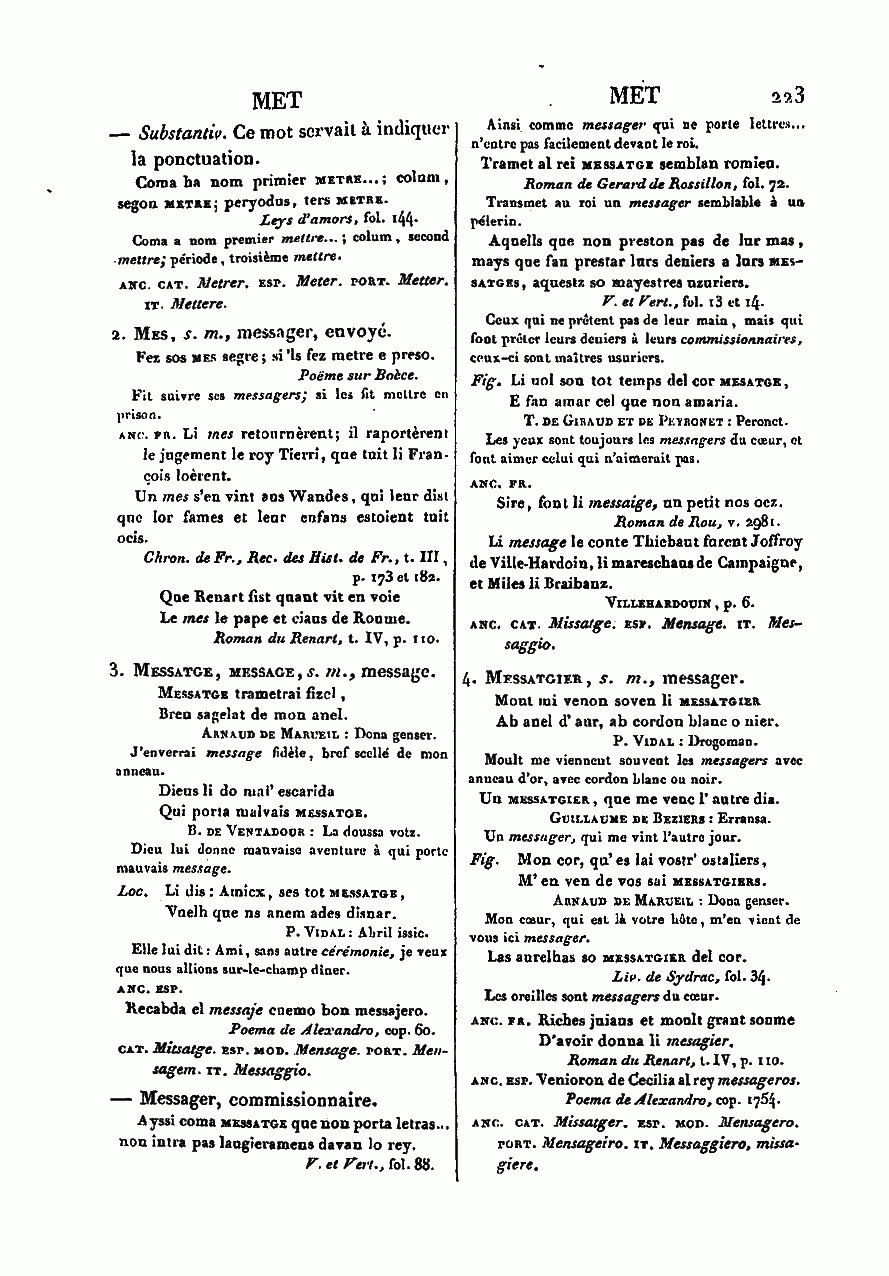 MET
— Substantiv. Ce mot servait à indiquer
la ponctuation.
Coma ha nom primier METRE...; colum,
segon METRE; peryodus, ters METRE.
Leys d'amors, fol. 144.
Coma a nom premier mettre...; colum, second
mettre; période, troisième mettre.
ANC. CAT. Metrer. ESP. Meter. PORT. Metter.
IT. Mettere.
2. MES, s. m., messager, envoyé.
Fez sos MES segre; si 'ls fez metre e preso.
Poëme sur Boèce.
Fit suivre ses messagers; si les fit mettre en
prison.
ANC. FR. Li mes retournèrent; il raportèrent
le jugement le roy Tierri, que tuit li Fran-
çois loèrent.
Un mes s'en vint aus Wandes, qui leur dist
que lor fames et leur enfans estoient tuit
ocis.
Chron. de Fr., Rec. des Hist. de Fr., t. III,
p. 173 et 182.
Que Renart fist quant vit en voie
Le mes le pape et ciaus de Roume.
Roman du Renart, t. IV, p. 110.
3. MESSATGE, MESSAGE, s. m., message.
MESSATGE trametrai fizel,
Breu sagelat de mon anel.
ARNAUD DE MARUEIL : Dona genser.
J'enverrai message fidèle, bref scellé de mon
anneau.
Dieus li do mal' escarida
Qui porta malvais MESSATGE.
B. DE VENTADOUR : La doussa votz.
Dieu lui donne mauvaise aventure à qui porte
mauvais message.
Loc. Li dis : Amicx, ses tot MESSATGE,
Vuelh que ns anem ades disnar.
P. VIDAL : Abril issic.
Elle lui dit : Ami, sans autre cérémonie, je veux
que nous allions sur-le-champ dîner.
ANC. ESP.
Recabda el messaje cuemo bon messajero.
Poema de Alexandro, cop. 60.
CAT. Missatge. ESP. MOD. Mensage. PORT. Men-
sagem. IT. Messaggio.
— Messager, commissionnaire.
Ayssi coma MESSATGE que non porta letras...
non intra pas laugieramens davan lo rey.
V. et Vert., fol. 88.
MET 223
Ainsi comme messager qui ne porte lettres...
n'entre pas facilement devant le roi.
Tramet al rei MESSATGE semblan romieu.
Roman de Gerard de Rossillon, fol. 72.
Transmet au roi un messager semblable à un
pélerin.
Aquells que non preston pas de lur mas,
mays que fan prestar lurs deniers a lurs MES-
SATGES, aquestz so mayestres uzuriers.
V. et Vert., fol. 13 et 14.
Ceux qui ne prêtent pas de leur main, mais qui
font prêter leurs deniers à leurs commissionnaires,
ceux-ci sont maîtres usuriers.
Fig. Li uol son tot temps del cor MESATGE,
E fan amar cel que non amaria.
T. DE GIRAUD ET DE PEYRONET : Peronet.
Les yeux sont toujours les messagers du cœur, et
font aimer celui qui n'aimerait pas.
ANC. FR.
Sire, font li messaige, un petit nos oez.
Roman de Rou, v. 2981.
Li message le conte Thiebaut furent Joffroy
de Ville-Hardoin, li mareschaus de Campaigne,
et Miles li Braibanz.
VILLEHARDOUIN, p. 6.
ANC. CAT. Missatge. ESP. Mensage. IT. Mes-
saggio.
4. MESSATGIER, s. m., messager.
Mout mi venon soven li MESSATGIER
Ab anel d' aur, ab cordon blanc o nier.
P. VIDAL : Drogoman.
Moult me viennent souvent les messagers avec
anneau d'or, avec cordon blanc ou noir.
Un MESSATGIER, que me venc l' autre dia.
GUILLAUME DE BEZIERS : Erransa.
Un messager, qui me vint l'autre jour.
Fig. Mon cor, qu' es lai vostr' ostaliers,
M' en ven de vos sai MESSATGIERS.
ARNAUD DE MARUEIL : Dona genser.
Mon cœur, qui est là votre hôte, m'en vient de
vous ici messager.
Las aurelhas so MESSATGIER del cor.
Liv. de Sydrac, fol. 34.
Les oreilles sont messagers du cœur.
ANC. FR. Riches juiaus et moult grant somme
D'avoir donna li mesagier.
Roman du Renart, t. IV, p. 110.
ANC. ESP. Venioron de Cecilia al rey messageros.
Poema de Alexandro, cop. 1754.
ANC. CAT. Missatger. ESP. MOD. Mensagero.
PORT. Mensageiro. IT. Messaggiero, missa-
giere.